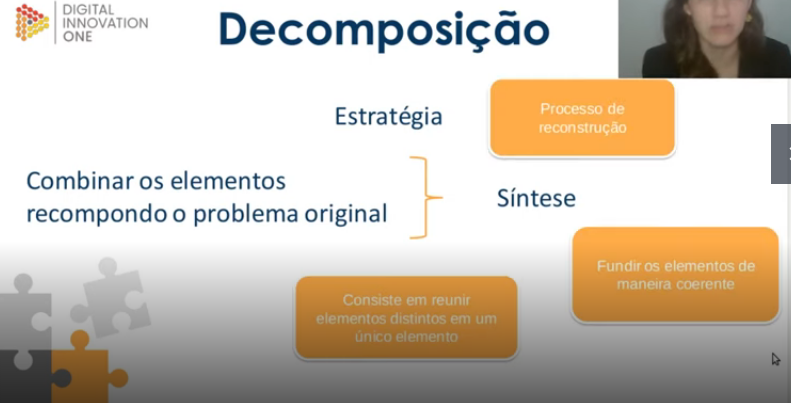 DIGITAL
INNOVATION
ONE
Decomposição
Estratégia
Processo de
reconstrução
Combinar os elementos
recompondo o problema original
Síntese
Fundir os elementos de
maneira coerente
Consiste em reunir
elementos distintos em um
único elemento